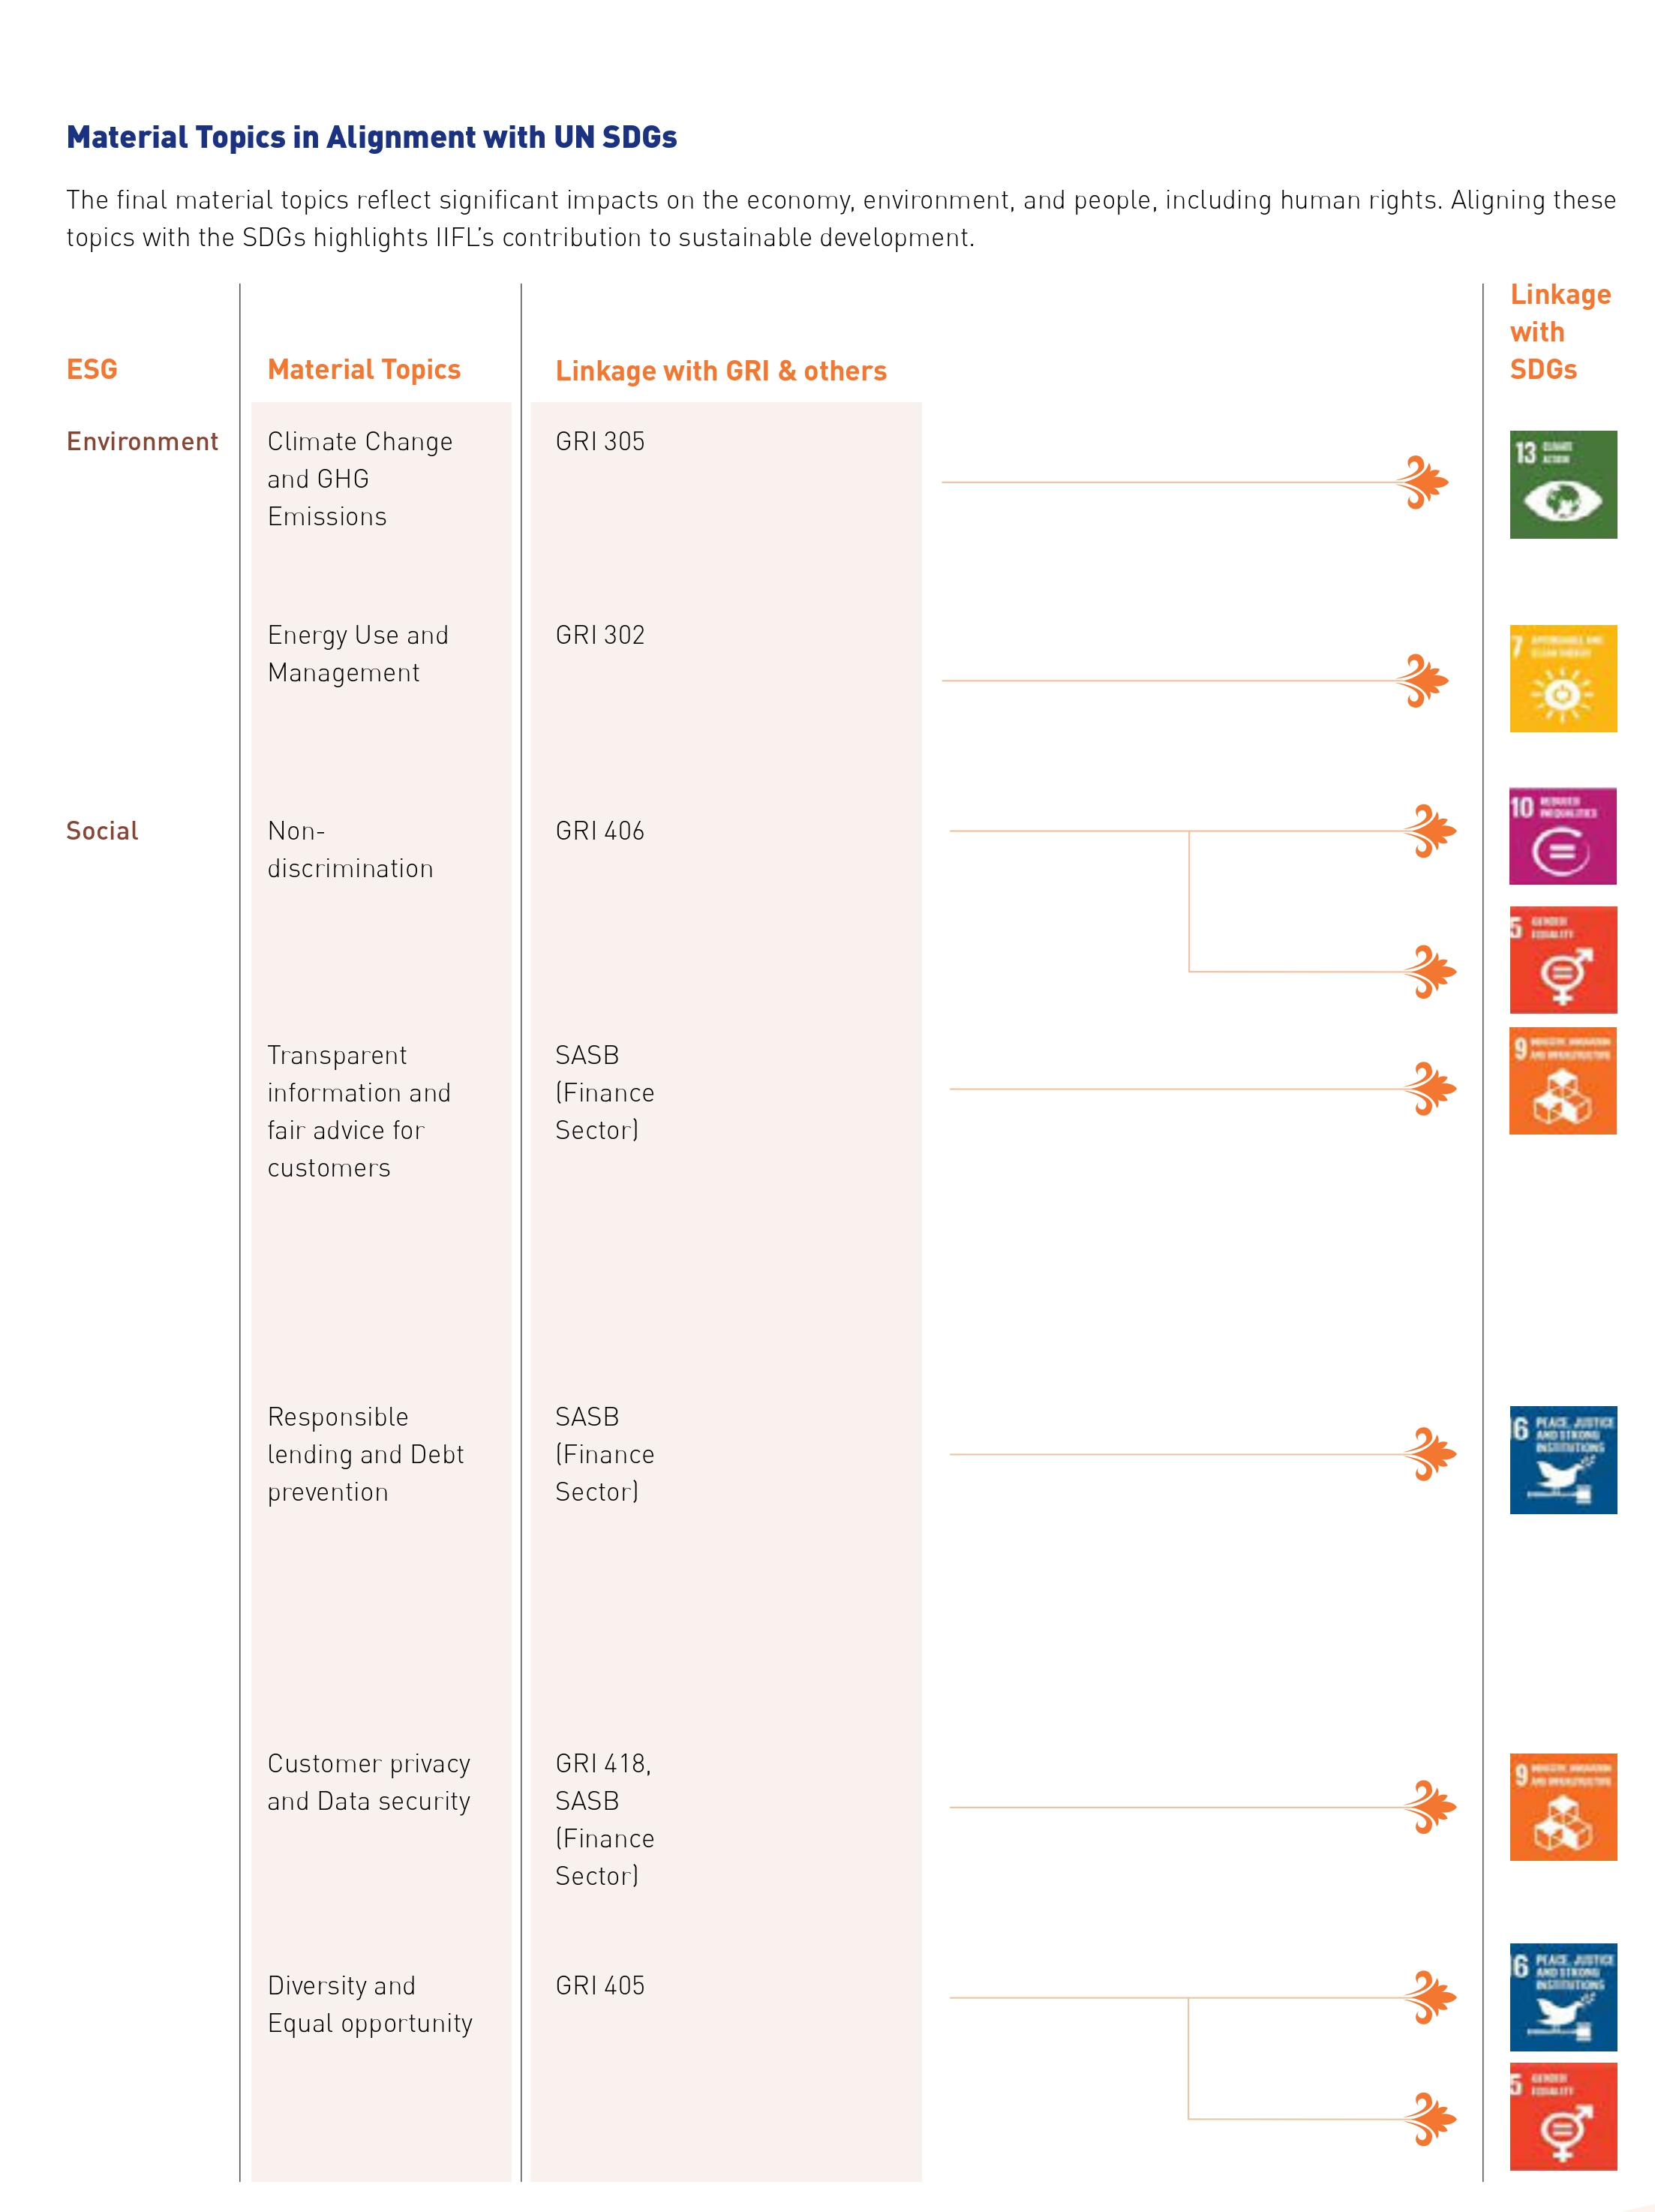 Material Topics in Alignment with UN SDGs
The final material topics reflect significant impacts on the economy, environment, and people, including human rights. Aligning these
topics with the SDGs highlights IIFL’s contribution to sustainable development.
ESG
Material Topics
Linkage with GRI & others
Linkage
with
SDGs
Environment
Climate Change
and GHG
Emissions
GRI 305
13 CLIMATE
ACTION
Energy Use and
Management
GRI 302
7 AFFORDABLE AND
CLEAN ENERGY
Social
Non-
discrimination
GRI 406
10 REDUCED
INEQUALITIES
5 GENDER
EQUALITY
Transparent
information and
fair advice for
customers
SASB
(Finance
Sector)
9 INDUSTRY, INNOVATION
AND INFRASTRUCTURE
Responsible
lending and Debt
prevention
SASB
(Finance
Sector)
6 PEACE, JUSTICE
AND STRONG
INSTITUTIONS
Customer privacy
and Data security
GRI 418,
SASB
(Finance
Sector)
9 INDUSTRY, INNOVATION
AND INFRASTRUCTURE
Diversity and
Equal opportunity
GRI 405
6 PEACE, JUSTICE
AND STRONG
INSTITUTIONS
5 GENDER
EQUALITY